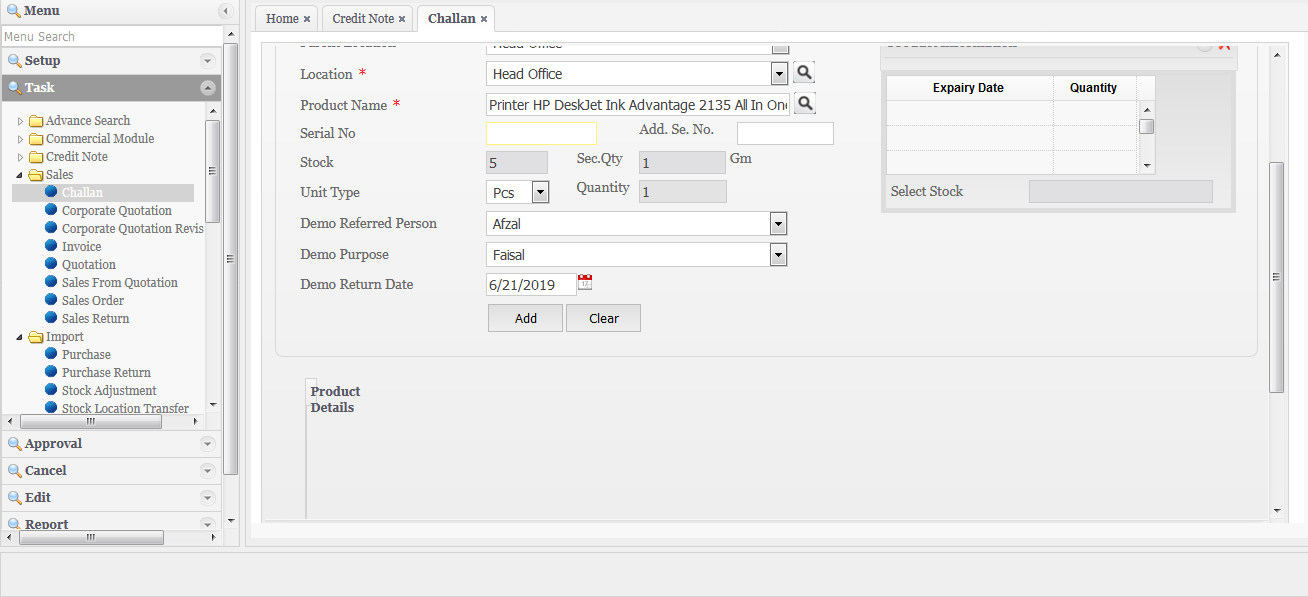 Menu
Menu Search
Setup
Task
Advance Search
Commercial Module
Credit Note
Sales
Challan
Corporate Quotation
Corporate Quotation Revis
Invoice
Quotation
Sales From Quotation
Sales Order
Sales Return
Import
Purchase
Purchase Return
Stock Adjustment
Stock Location Transfer
Approval
Cancel
Edit
Report
Home
Credit Note
Challan
Head Office
Location *
Head Office
Product Name *
Printer HP DeskJet Ink Advantage 2135 All In On
Serial No
Add. Se. No.
Stock
5
Sec.Qty
1
Gm
Unit Type
Pcs
Quantity
1
Demo Referred Person
Afzal
Demo Purpose
Faisal
Demo Return Date
6/21/2019
Add
Clear
Expairy Date
Quantity
Select Stock
Product
Details